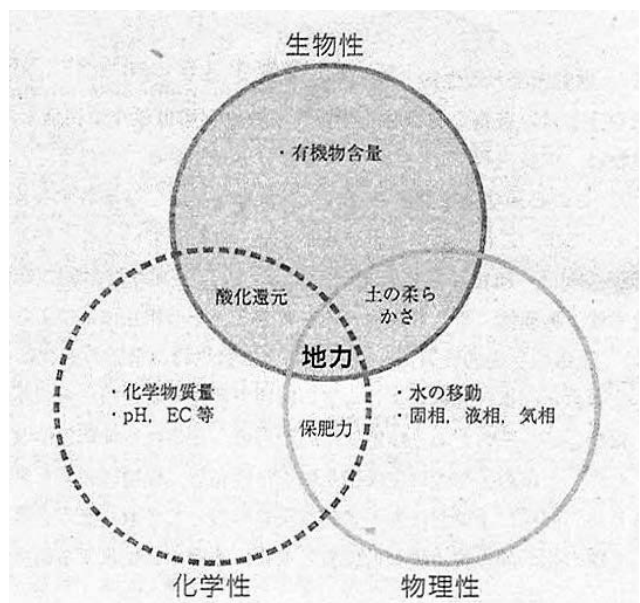 生物性
・有機物含量
酸化還元
土の柔ら
かさ
地力
・化学物質量
・pH，EC 等
保肥力
・水の移動
・固相，液相，気相
化学性
物理性